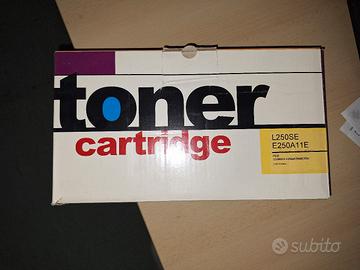 toner
cartridge
L250SE
E250A11E
subito